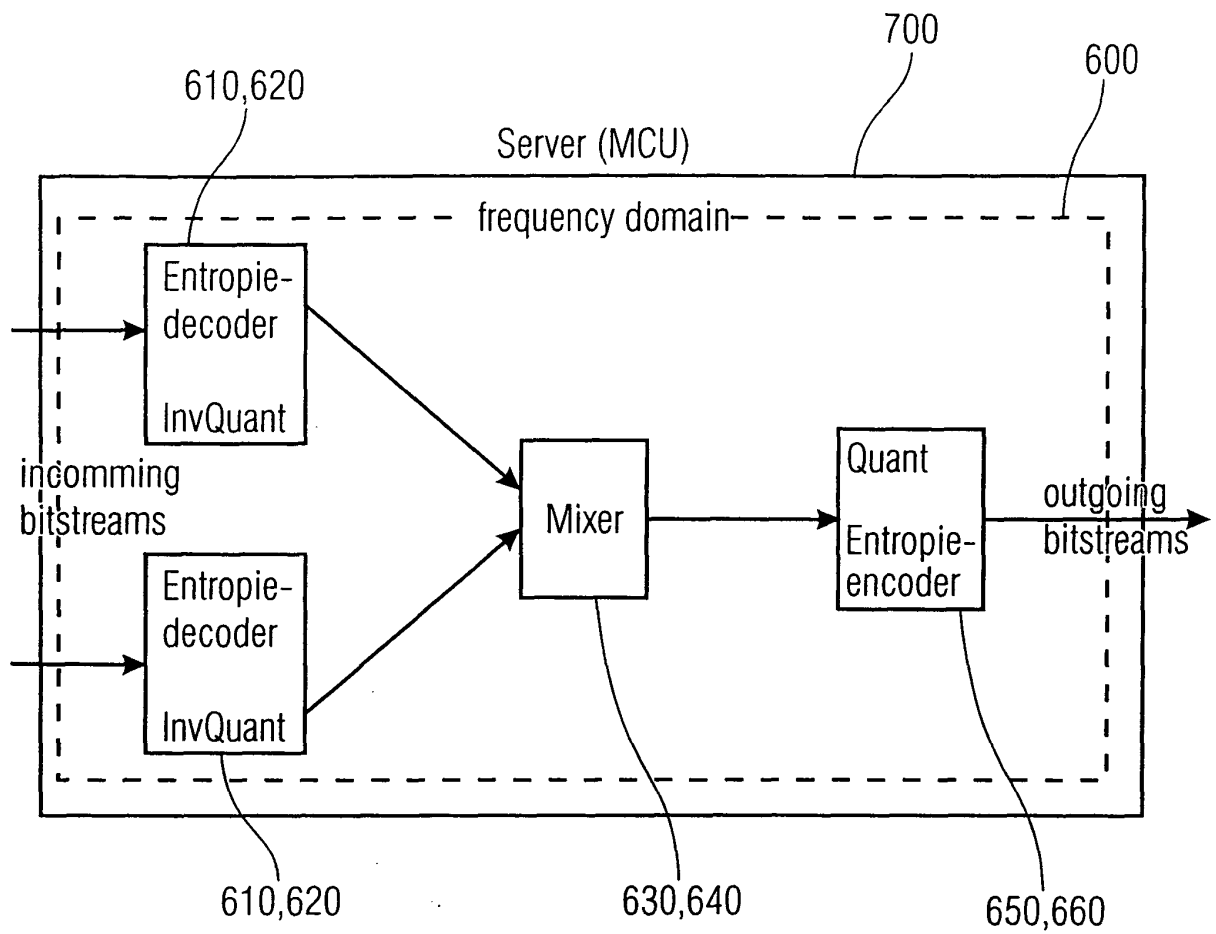 700
600
610,620
Server (MCU)
frequency domain
Entropie-
decoder
InvQuant
incomming
bitstreams
Mixer
Quant
Entropie-
encoder
outgoing
bitstreams
Entropie-
decoder
InvQuant
610,620
630,640
650,660